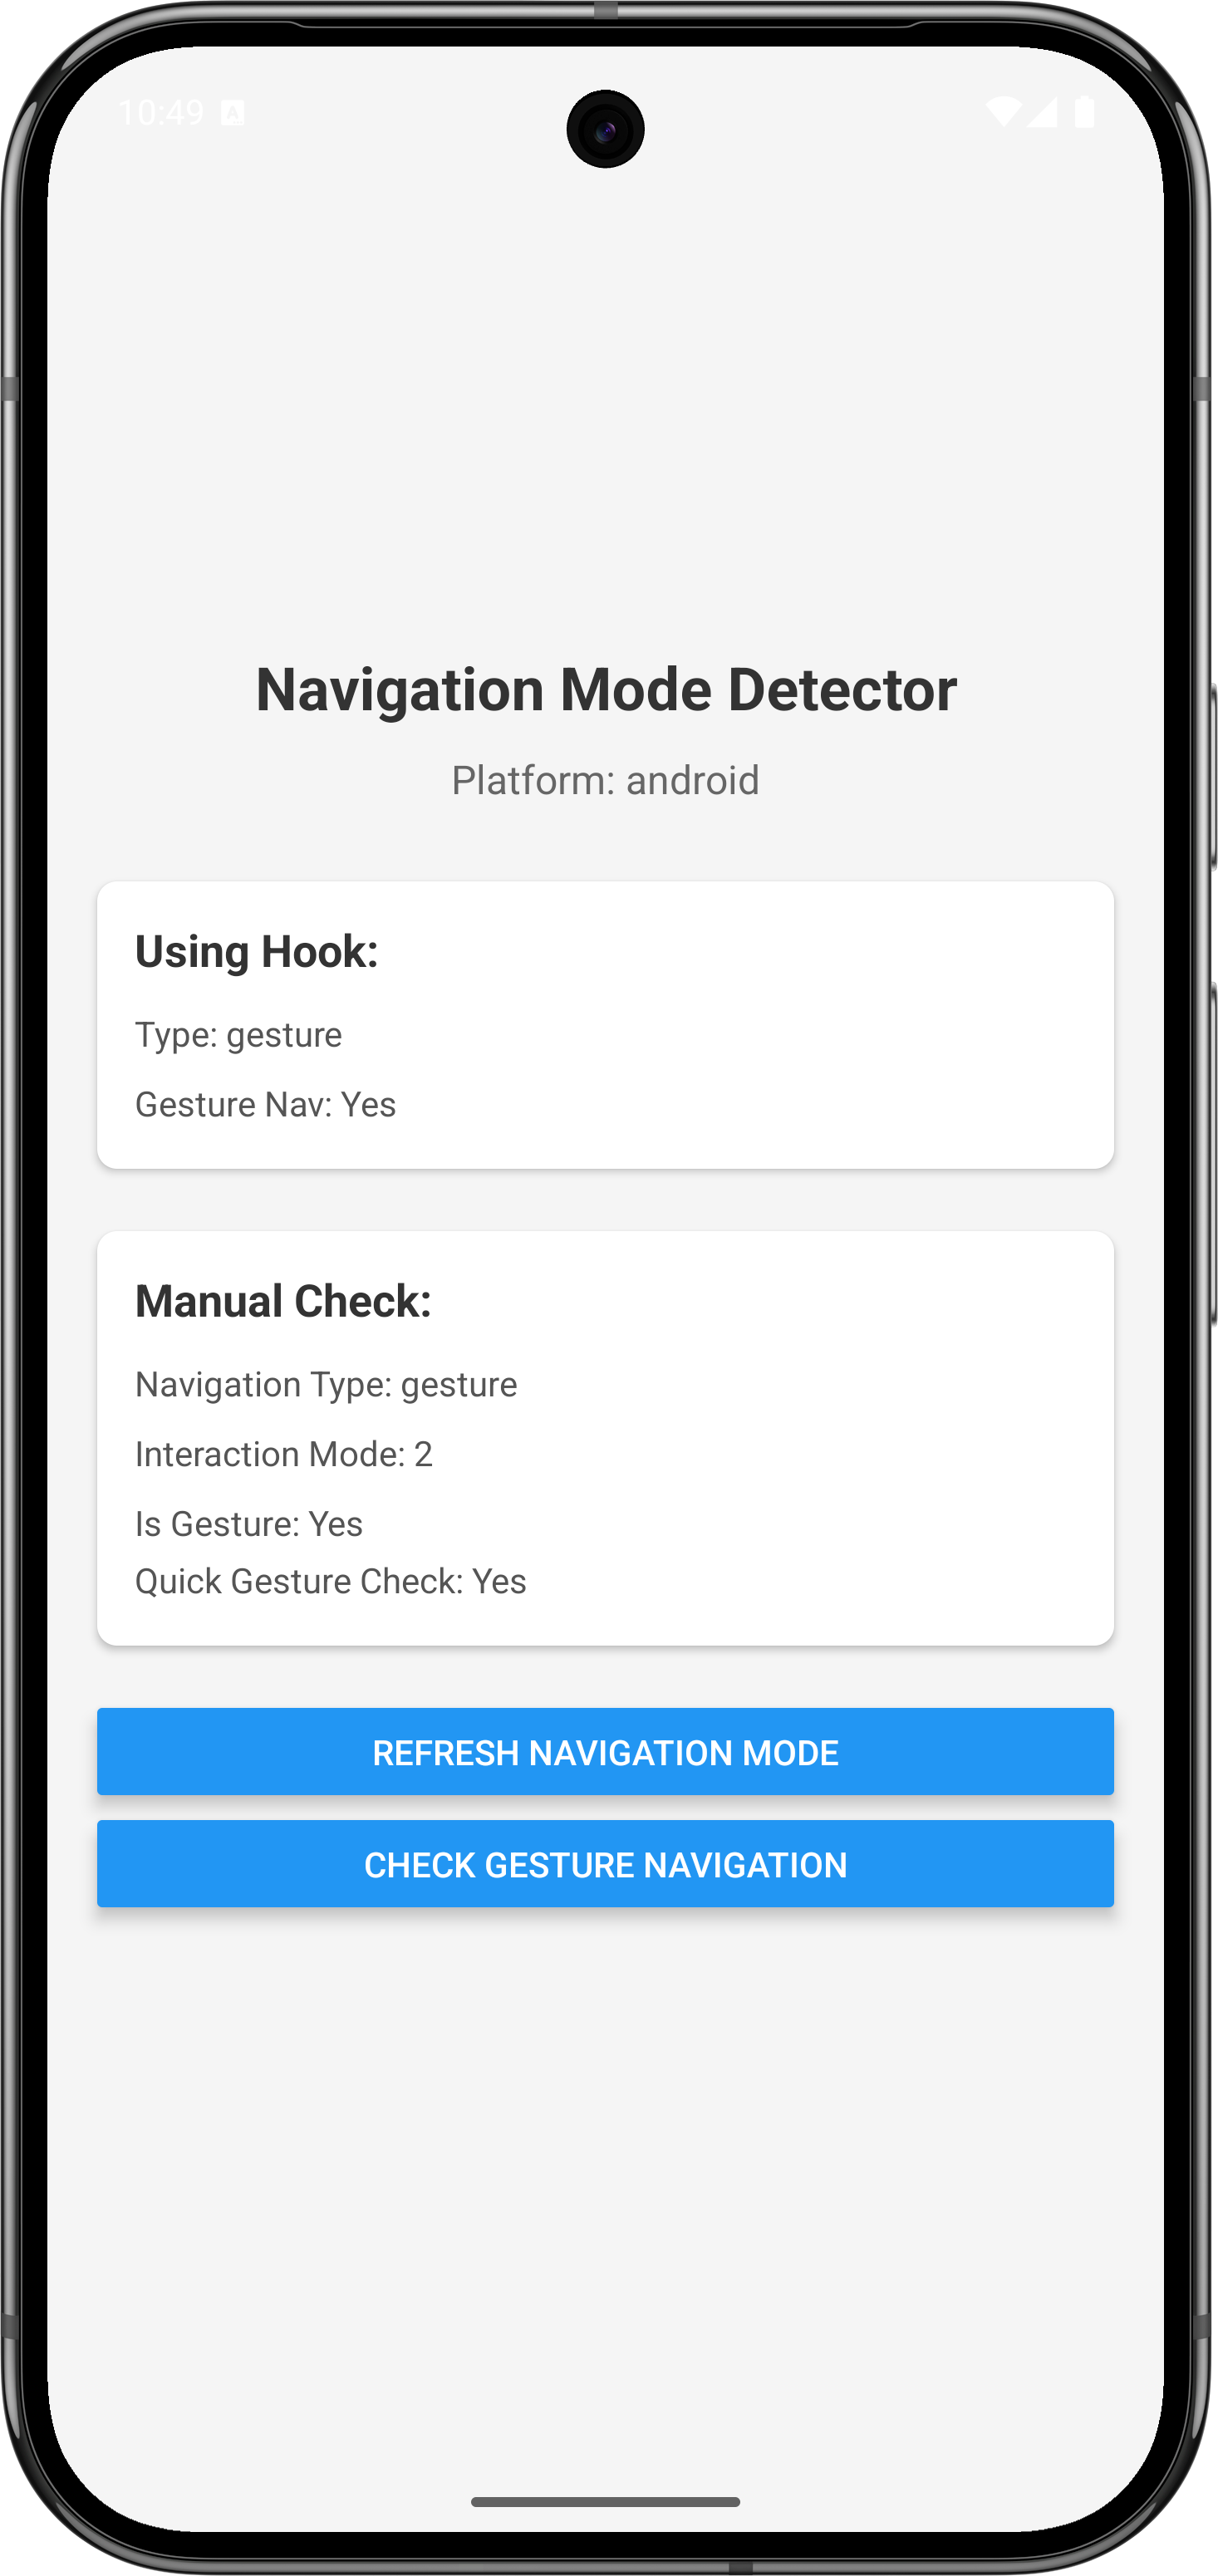 10:49
Navigation Mode Detector
Platform: android
Using Hook:
Type: gesture
Gesture Nav: Yes
Manual Check:
Navigation Type: gesture
Interaction Mode: 2
Is Gesture: Yes
Quick Gesture Check: Yes
REFRESH NAVIGATION MODE
CHECK GESTURE NAVIGATION